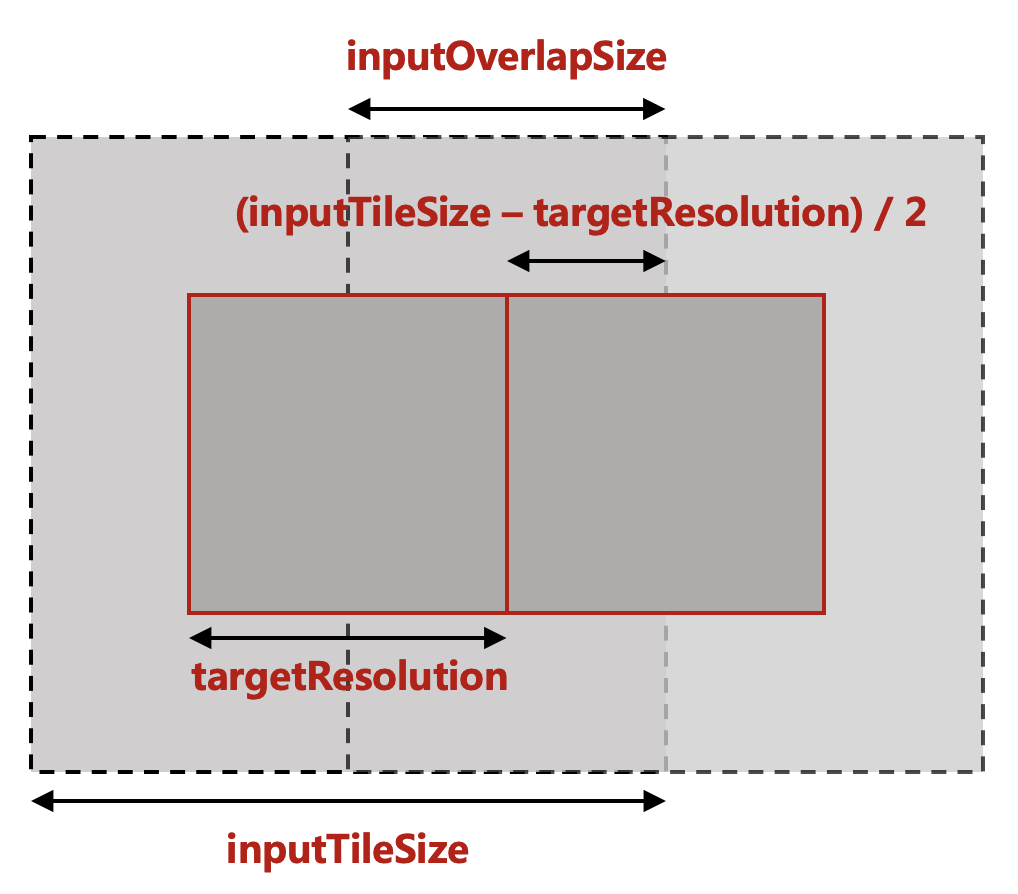 inputOverlapSize
(inputTileSize – targetResolution) / 2
targetResolution
inputTileSize